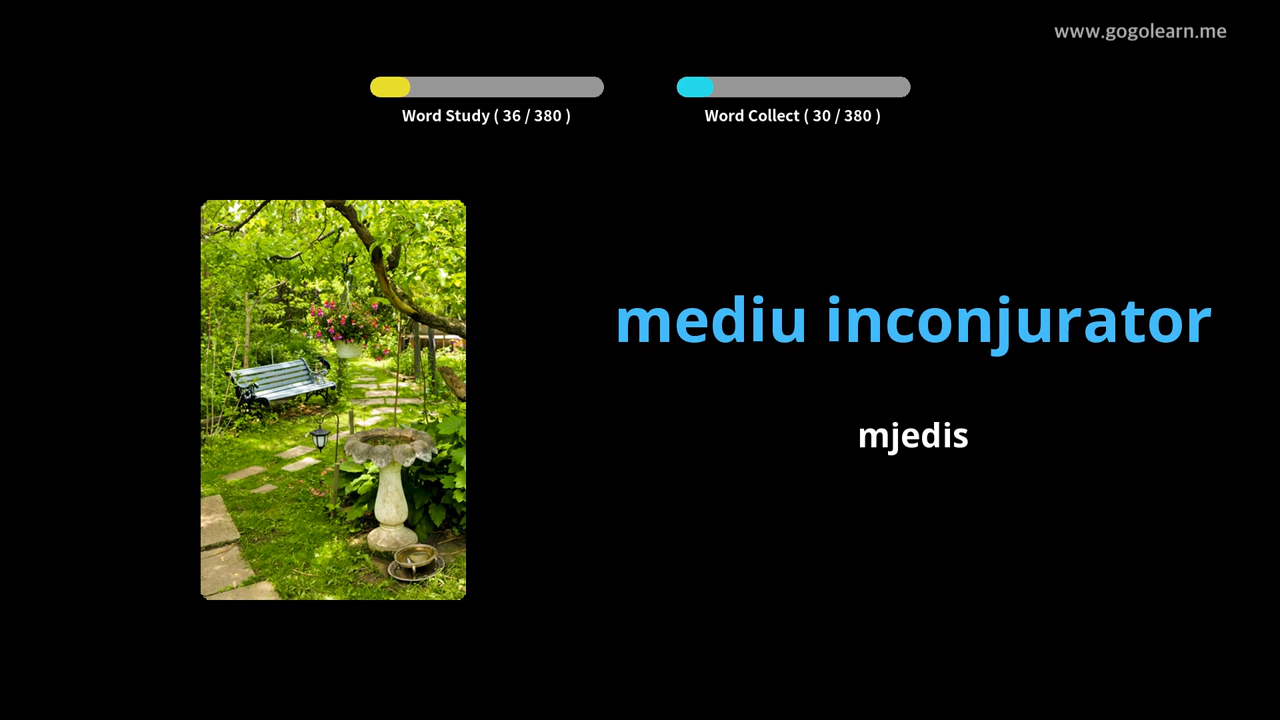 www.gogolearn.me
Word Study ( 36 / 380 )
Word Collect ( 30 / 380 )
mediu inconjurator
mjedis